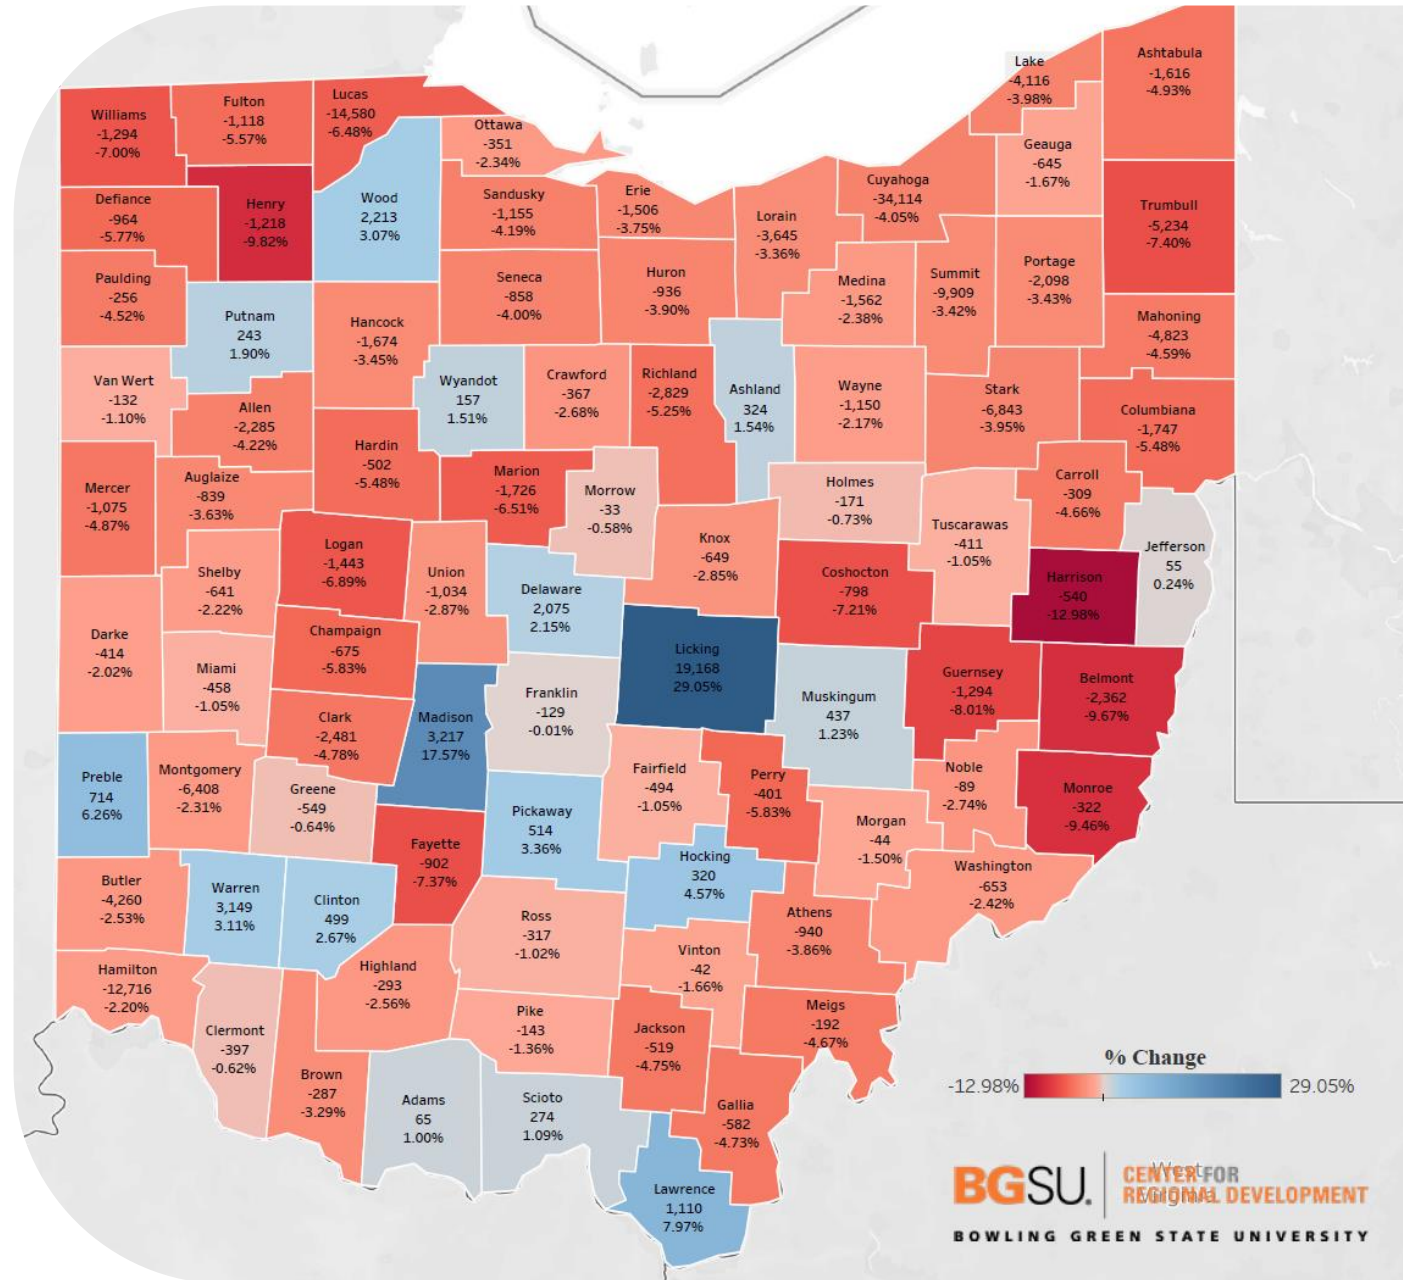 Williams
-1,294
-7.00%
Fulton
-1,118
-5.57%
Lucas
-14,580
-6.48%
Ottawa
-351
-2.34%
Lake
-4,116
-3.98%
Ashtabula
-1,616
-4.93%
Geauga
-645
-1.67%
Defiance
-964
-5.77%
Henry
-1,218
-9.82%
Wood
2,213
3.07%
Sandusky
-1,155
-4.19%
Erie
-1,506
-3.75%
Lorain
-3,645
-3.36%
Cuyahoga
-34,114
-4.05%
Trumbull
-5,234
-7.40%
Paulding
-256
-4.52%
Putnam
243
1.90%
Hancock
-1,674
-3.45%
Seneca
-858
-4.00%
Huron
-936
-3.90%
Medina
-1,562
-2.38%
Summit
-9,909
-3.42%
Portage
-2,098
-3.43%
Mahoning
-4,823
-4.59%
Van Wert
-132
-1.10%
Allen
-2,285
-4.22%
Wyandot
157
1.51%
Crawford
-367
-2.68%
Richland
-2,829
-5.25%
Ashland
324
1.54%
Wayne
-1,150
-2.17%
Stark
-6,843
-3.95%
Columbiana
-1,747
-5.48%
Mercer
-1,075
-4.87%
Auglaize
-839
-3.63%
Hardin
-502
-5.48%
Marion
-1,726
-6.51%
Morrow
-33
-0.58%
Holmes
-171
-0.73%
Tuscarawas
-411
-1.05%
Carroll
-309
-4.66%
Jefferson
55
0.24%
Shelby
-641
-2.22%
Logan
-1,443
-6.89%
Union
-1,034
-2.87%
Delaware
2,075
2.15%
Knox
-649
-2.85%
Coshocton
-798
-7.21%
Harrison
-540
-12.98%
Darke
-414
-2.02%
Miami
-458
-1.05%
Champaign
-675
-5.83%
Licking
19,168
29.05%
Muskingum
437
1.23%
Guernsey
-1,294
-8.01%
Belmont
-2,362
-9.67%
Clark
-2,481
-4.78%
Madison
3,217
17.57%
Franklin
-129
-0.01%
Preble
714
6.26%
Montgomery
-6,408
-2.31%
Greene
-549
-0.64%
Fairfield
-494
-1.05%
Perry
-401
-5.83%
Noble
-89
-2.74%
Monroe
-322
-9.46%
Pickaway
514
3.36%
Morgan
-44
-1.50%
Fayette
-902
-7.37%
Hocking
320
4.57%
Washington
-653
-2.42%
Butler
-4,260
-2.53%
Warren
3,149
3.11%
Clinton
499
2.67%
Ross
-317
-1.02%
Athens
-940
-3.86%
Hamilton
-12,716
-2.20%
Highland
-293
-2.56%
Vinton
-42
-1.66%
Clermont
-397
-0.62%
Pike
-143
-1.36%
Jackson
-519
-4.75%
Meigs
-192
-4.67%
Brown
-287
-3.29%
Adams
65
1.00%
Scioto
274
1.09%
Gallia
-582
-4.73%
Lawrence
1,110
7.97%
% Change
-12.98% 29.05%
BGSU.
CENTER FOR
REGIONAL DEVELOPMENT
West
Virginia
BOWLING GREEN STATE UNIVERSITY